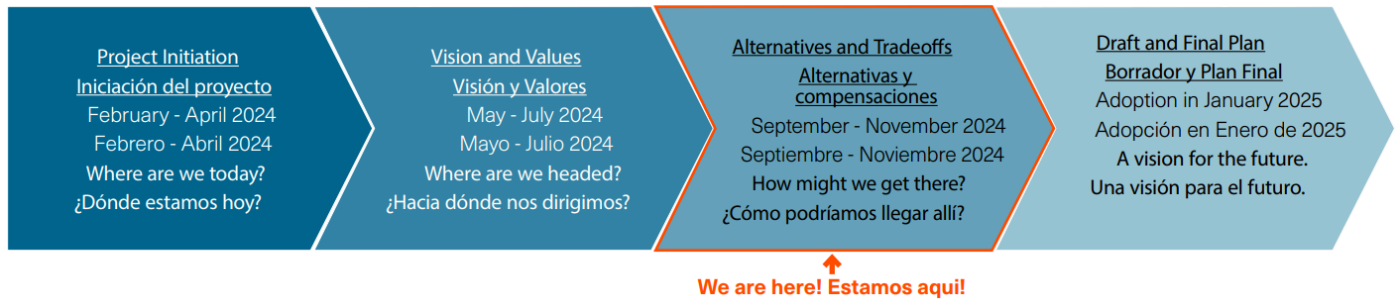 Project Initiation
Iniciación del proyecto
February - April 2024
Febrero - Abril 2024
Where are we today?
¿Dónde estamos hoy?
Vision and Values
Visión y Valores
May - July 2024
Mayo - Julio 2024
Where are we headed?
¿Hacia dónde nos dirigimos?
Alternatives and Tradeoffs
Alternativas y
compensaciones
September - November 2024
Septiembre - Noviembre 2024
How might we get there?
¿Cómo podríamos llegar allí?
Draft and Final Plan
Borrador y Plan Final
Adoption in January 2025
Adopción en Enero de 2025
A vision for the future.
Una visión para el futuro.
We are here! Estamos aqui!